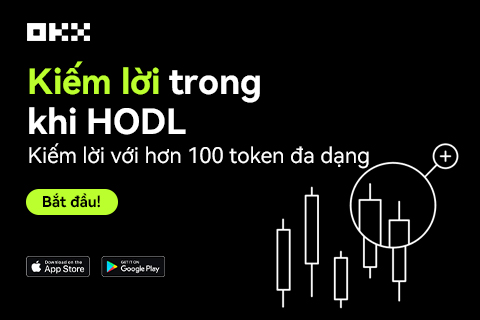 OKX
Kiếm lời trong
khi HODL
Kiếm lời với hơn 100 token đa dạng
Bắt đầu!
Download on the
App Store
GET IT ON
Google Play